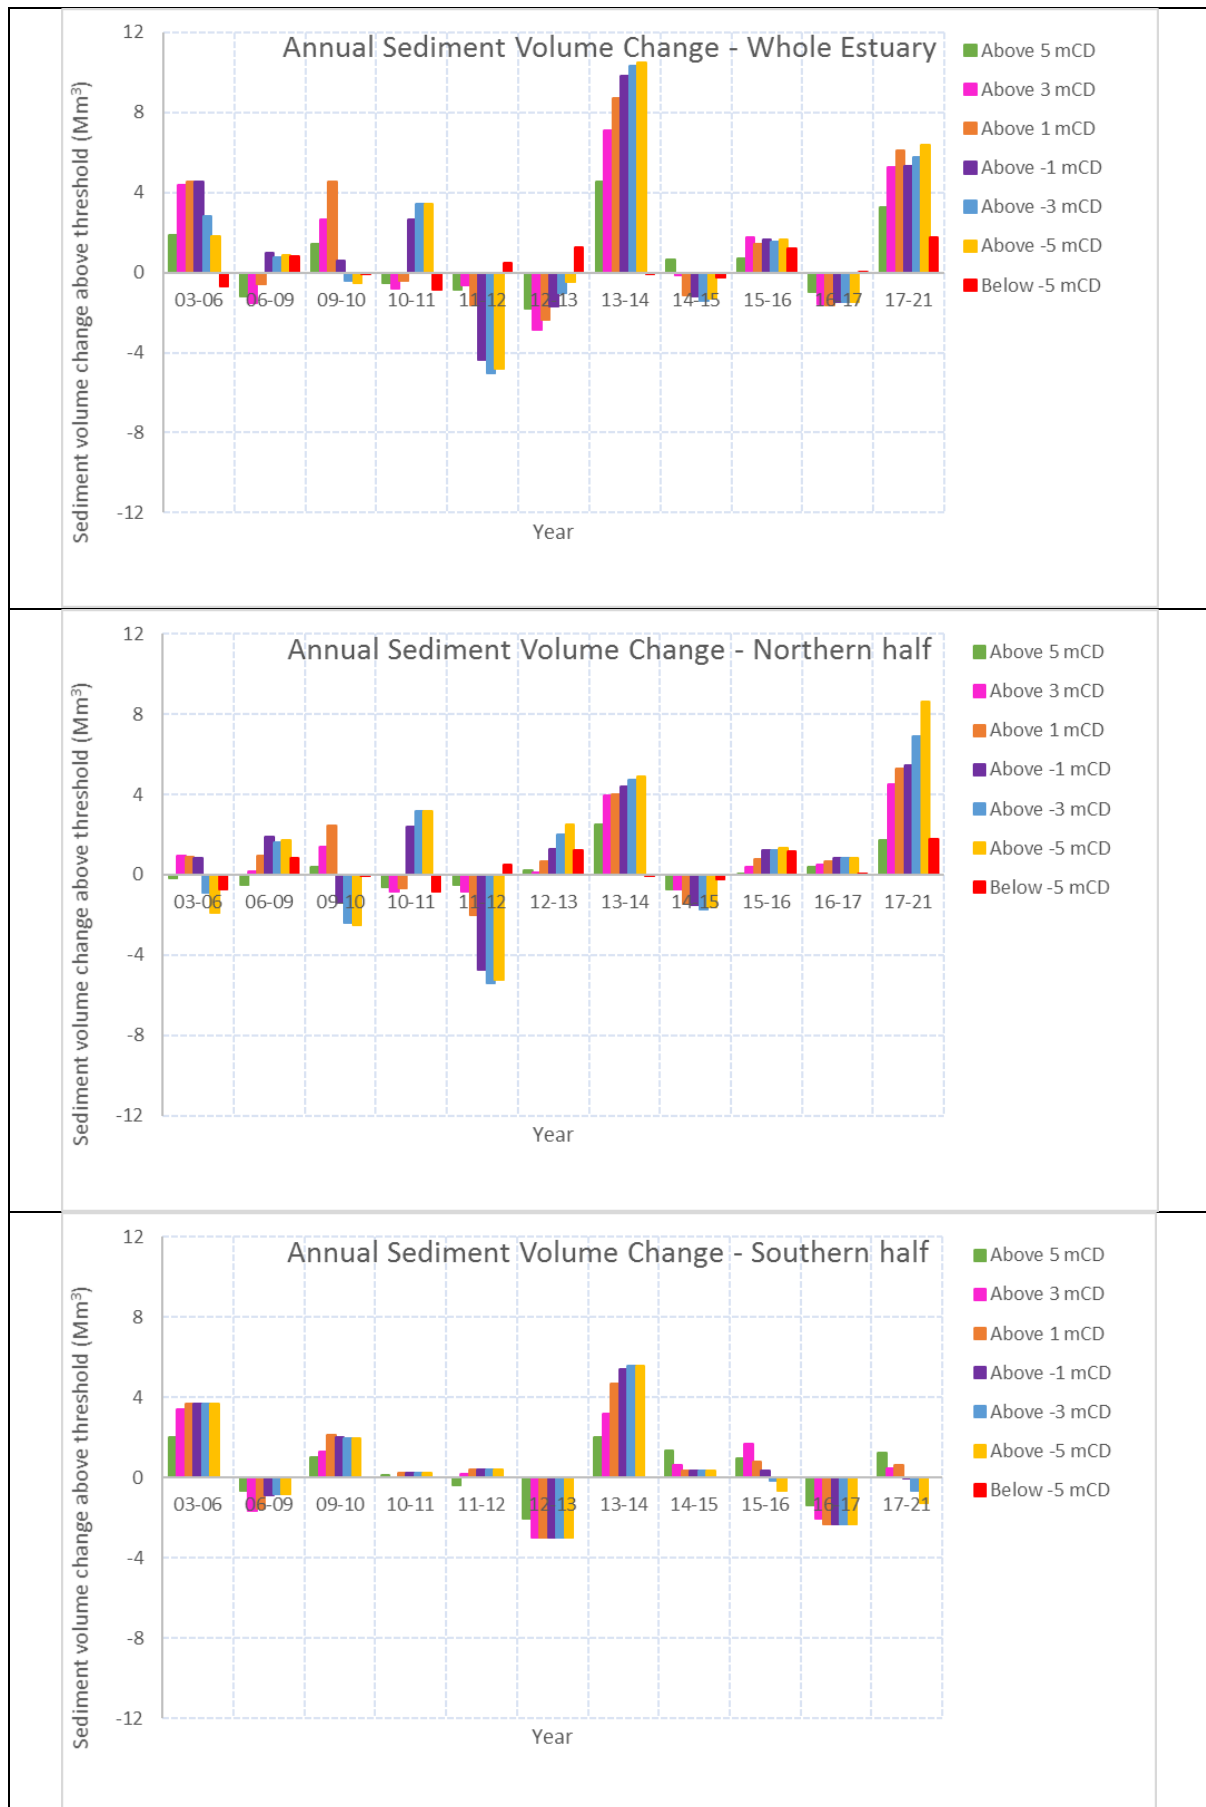 Annual Sediment Volume Change - Whole Estuary
Sediment volume change above threshold (Mm³)
12
8
4
0
-4
-8
-12
03-06 06-09 09-10 10-11 11-12 12-13 13-14 14-15 15-16 16-17 17-21
Year
Above 5 mCD
Above 3 mCD
Above 1 mCD
Above -1 mCD
Above -3 mCD
Above -5 mCD
Below -5 mCD
Annual Sediment Volume Change - Northern half
Sediment volume change above threshold (Mm³)
12
8
4
0
-4
-8
-12
03-06 06-09 09-10 10-11 11-12 12-13 13-14 14-15 15-16 16-17 17-21
Year
Above 5 mCD
Above 3 mCD
Above 1 mCD
Above -1 mCD
Above -3 mCD
Above -5 mCD
Below -5 mCD
Annual Sediment Volume Change - Southern half
Sediment volume change above threshold (Mm³)
12
8
4
0
-4
-8
-12
03-06 06-09 09-10 10-11 11-12 12-13 13-14 14-15 15-16 16-17 17-21
Year
Above 5 mCD
Above 3 mCD
Above 1 mCD
Above -1 mCD
Above -3 mCD
Above -5 mCD
Below -5 mCD